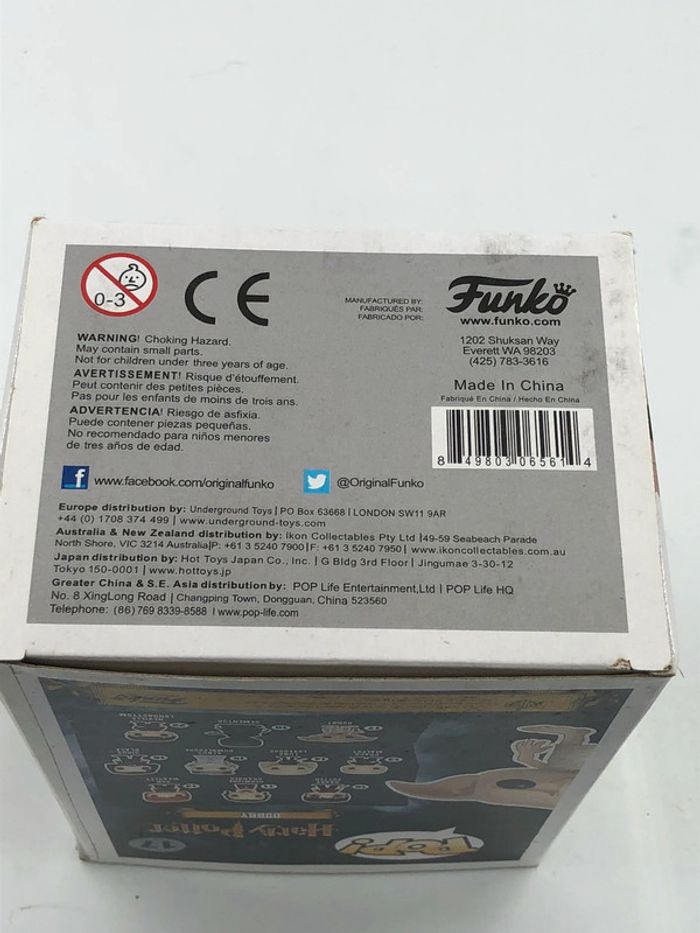 0-3
CE
WARNING! Choking Hazard.
May contain small parts.
Not for children under three years of age.
AVERTISSEMENT! Risque d'étouffement.
Peut contenir des petites pièces.
Pas pour les enfants de moins de trois ans.
ADVERTENCIA! Riesgo de asfixia.
Puede contener piezas pequeñas.
No recomendado para niños menores
de tres años de edad.
MANUFACTURED BY:
FABRIQUÉS PAR:
FABRICADO POR:
Funko
www.funko.com
1202 Shuksan Way
Everett WA 98203
(425) 783-3616
Made In China
Fabriqué En China / Hecho En China
8 49803 06561 4
f www.facebook.com/originalfunko
@OriginalFunko
Europe distribution by: Underground Toys | PO Box 63668 | LONDON SW11 9AR
+44 (0) 1708 374 499 | www.underground-toys.com
Australia & New Zealand distribution by: Ikon Collectables Pty Ltd |49-59 Seabeach Parade
North Shore, VIC 3214 Australia|P: +61 3 5240 7900|F: +61 3 5240 7950| www.ikoncollectables.com.au
Japan distribution by: Hot Toys Japan Co., Inc. | G Bldg 3rd Floor | Jingumae 3-30-12
Tokyo 150-0001 | www.hottoys.jp
Greater China & S.E. Asia distribution by: POP Life Entertainment,Ltd | POP Life HQ
No. 8 XingLong Road | Changping Town, Dongguan, China 523560
Telephone: (86)769 8339-8588 | www.pop-life.com
POP!
Harry Potter
17
DOBBY